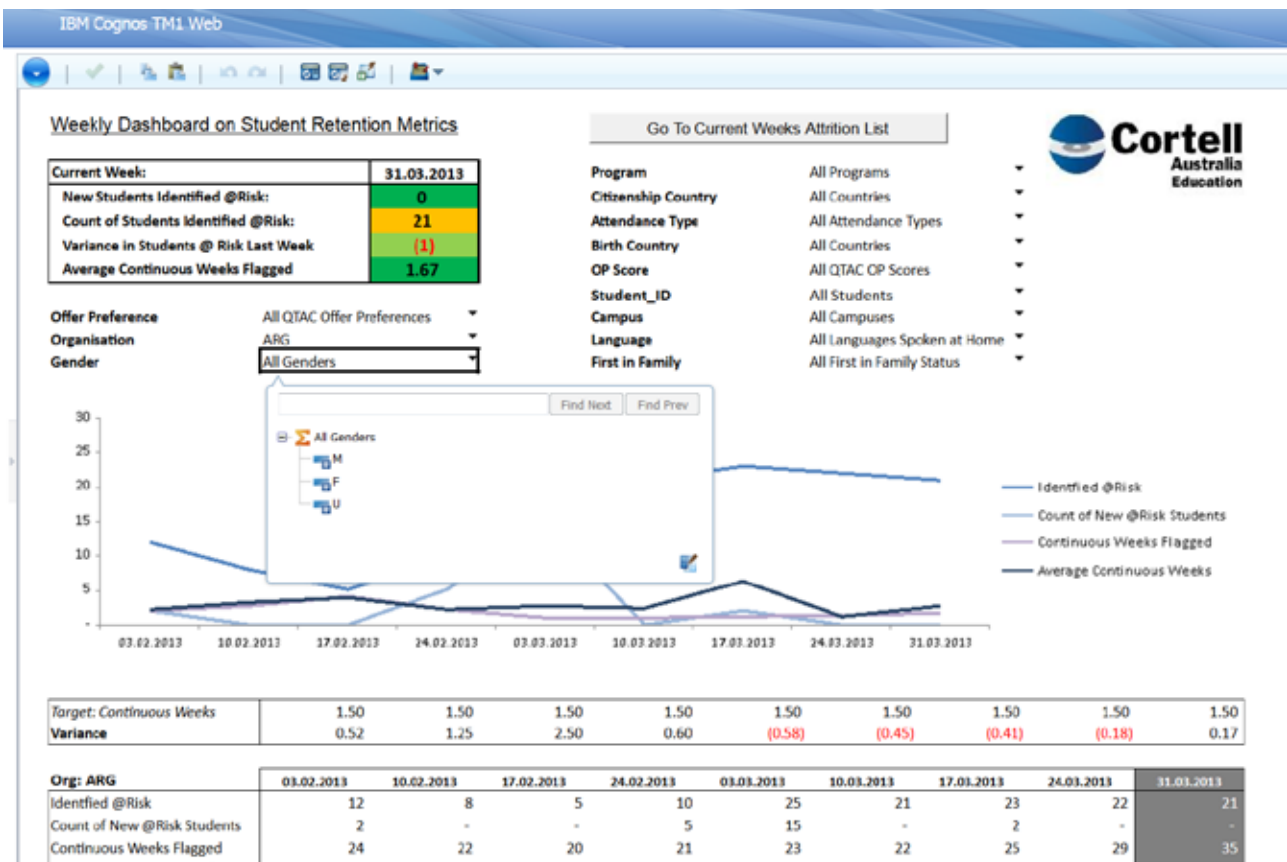 IBM Cognos TM1 Web
Weekly Dashboard on Student Retention Metrics
Go To Current Weeks Attrition List
Cortell
Australia
Education
Current Week: 31.03.2013
New Students Identified @Risk: 0
Count of Students Identified @Risk: 21
Variance in Students @ Risk Last Week (1)
Average Continuous Weeks Flagged 1.67
Offer Preference All QTAC Offer Preferences
Organisation ARG
Gender All Genders
Program All Programs
Citizenship Country All Countries
Attendance Type All Attendance Types
Birth Country All Countries
OP Score All QTAC OP Scores
Student_ID All Students
Campus All Campuses
Language All Languages Spoken at Home
First in Family All First in Family Status
Find Next Find Prev
All Genders
M
F
U
30
25
20
15
10
5
-
03.02.2013 10.02.2013 17.02.2013 24.02.2013 03.03.2013 10.03.2013 17.03.2013 24.03.2013 31.03.2013
Identfied @Risk
Count of New @Risk Students
Continuous Weeks Flagged
Average Continuous Weeks
Target: Continuous Weeks 1.50 1.50 1.50 1.50 1.50 1.50 1.50 1.50 1.50
Variance 0.52 1.25 2.50 0.60 (0.58) (0.45) (0.41) (0.18) 0.17
Org: ARG 03.02.2013 10.02.2013 17.02.2013 24.02.2013 03.03.2013 10.03.2013 17.03.2013 24.03.2013 31.03.2013
Identfied @Risk 12 8 5 10 25 21 23 22 21
Count of New @Risk Students 2 - - 5 15 - 2 - -
Continuous Weeks Flagged 24 22 20 21 23 22 25 29 35